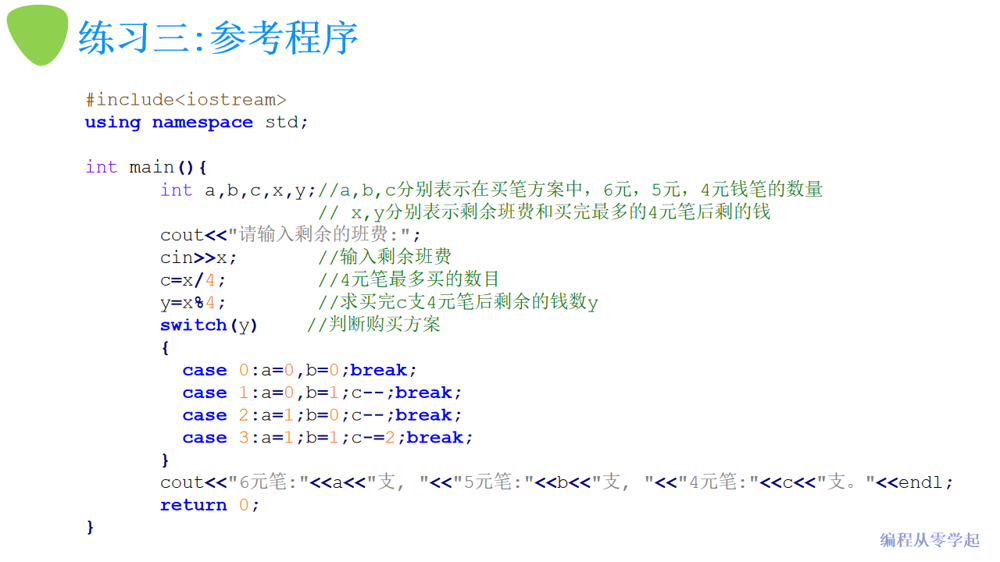 练习三:参考程序
#include<iostream>
using namespace std;
int main(){
int a,b,c,x,y;//a,b,c分别表示在买笔方案中，6元，5元，4元钱笔的数量
// x,y分别表示剩余班费和买完最多的4元笔后剩的钱
cout<<"请输入剩余的班费:";
cin>>x; //输入剩余班费
c=x/4; //4元笔最多买的数目
y=x%4; //求买完c支4元笔后剩余的钱数y
switch(y) //判断购买方案
{
case 0:a=0,b=0;break;
case 1:a=0,b=1;c--;break;
case 2:a=1;b=0;c--;break;
case 3:a=1;b=1;c-=2;break;
}
cout<<"6元笔:"<<a<<"支, "<<"5元笔:"<<b<<"支, "<<"4元笔:"<<c<<"支。"<<endl;
return 0;
}
编程从零学起